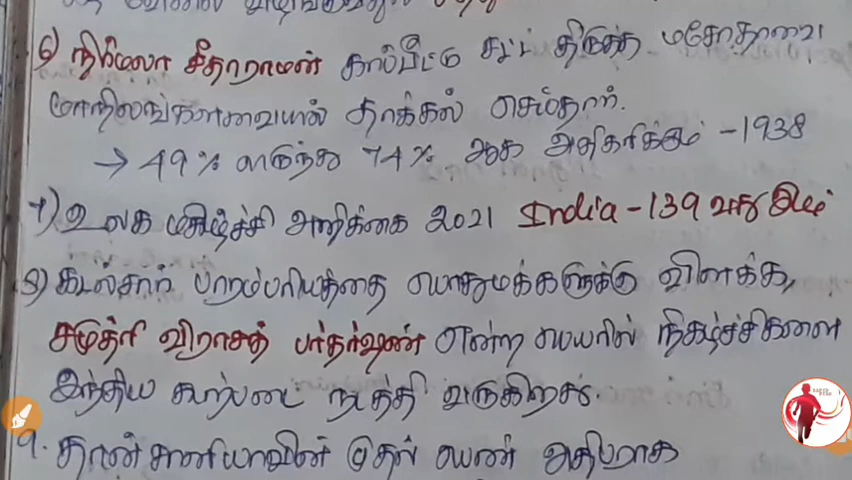 6) நிர்மலா சீதாராமன் காப்பீட்டு சட்ட திருத்த மசோதாவை
மாநிலங்களவையில் தாக்கல் செய்தார்.
→ 49% லிருந்து 74% ஆக அதிகரிக்கும் - 1938
7) உலக மகிழ்ச்சி அறிக்கை 2021 India - 139 வது இடம்
8) கடல்சார் பாரம்பரியத்தை பொதுமக்களுக்கு விளக்க,
சமுத்ரி விராசத் பர்தர்ஷன் என்ற பெயரில் நிகழ்ச்சிகளை
இந்திய கடற்படை நடத்தி வருகிறது.
9. தான்சானியாவின் முதல் பெண் அதிபராக